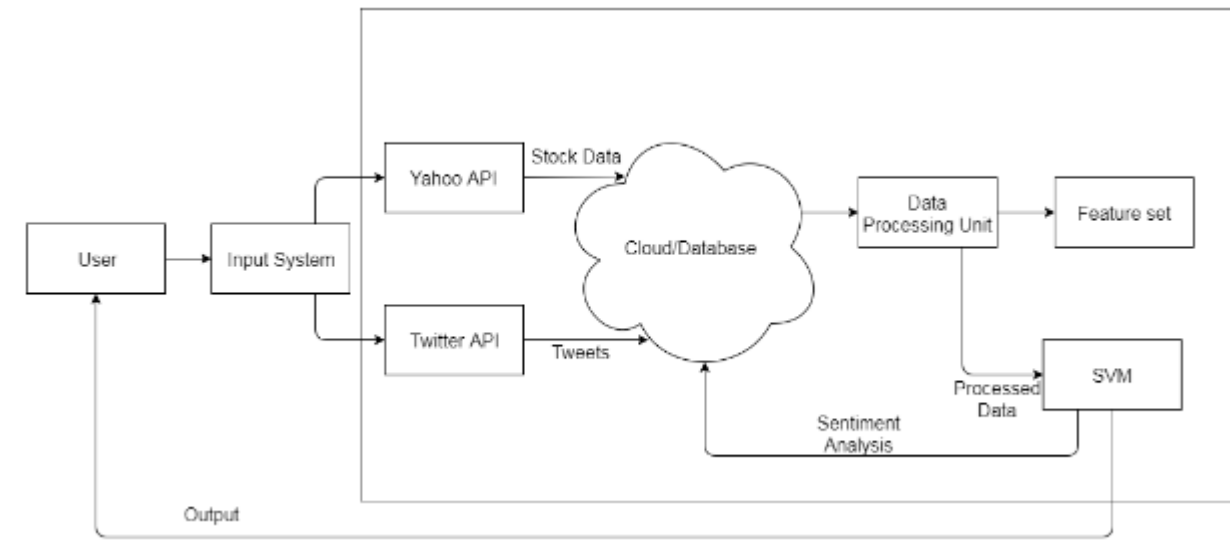 Yahoo API
Stock Data
Data
Processing Unit
Feature set
User
Input System
Cloud/Database
Twitter API
Tweets
SVM
Processed
Data
Sentiment
Analysis
Output